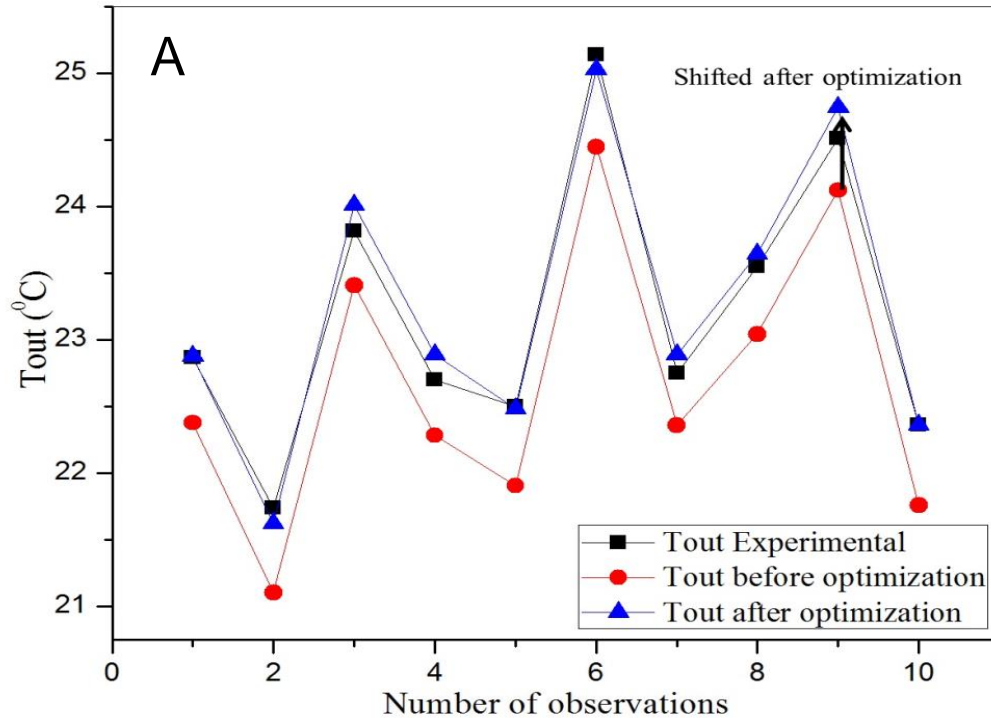 A
Shifted after optimization
25
24
23
22
21
Tout (⁰C)
Tout Experimental
Tout before optimization
Tout after optimization
0 2 4 6 8 10
Number of observations